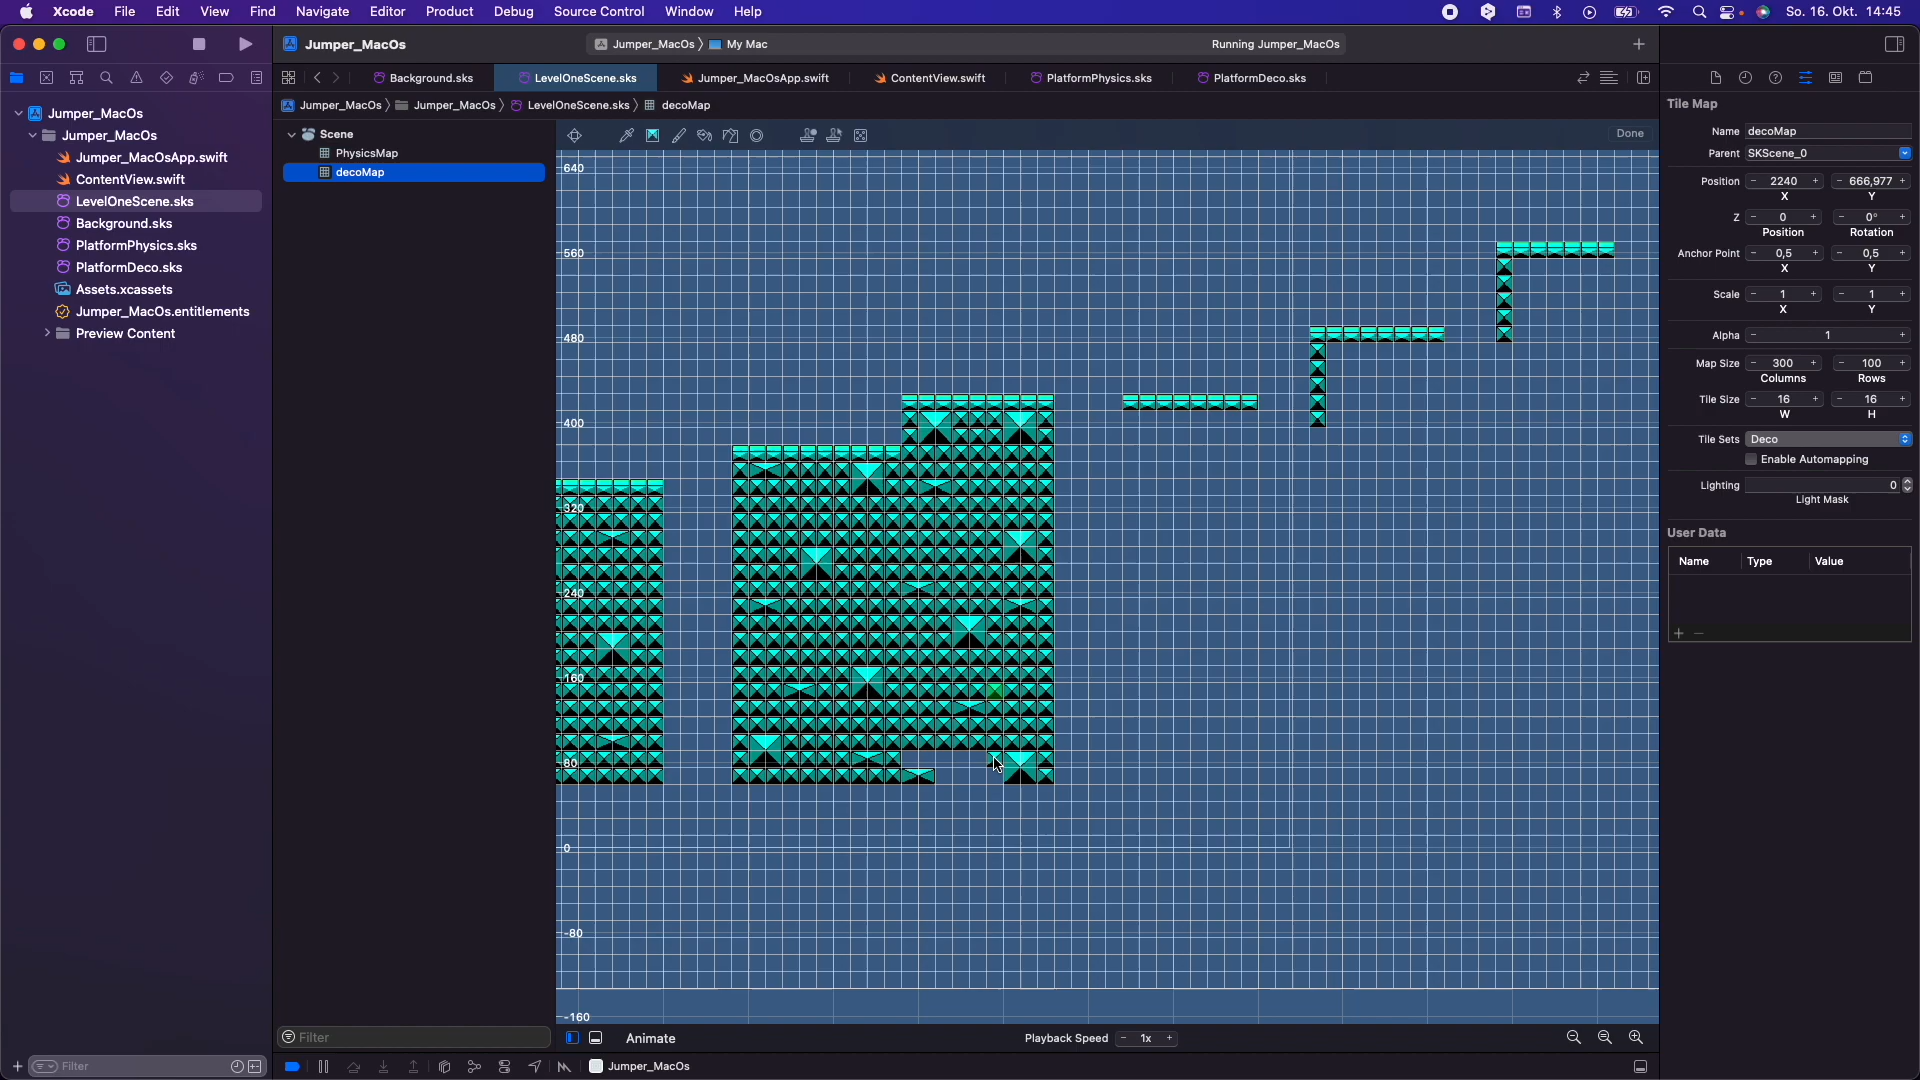 Xcode File Edit View Find Navigate Editor Product Debug Source Control Window Help So. 16. Okt. 14:45
Jumper_MacOs Jumper_MacOs My Mac Running Jumper_MacOs
Background.sks LevelOneScene.sks Jumper_MacOsApp.swift ContentView.swift PlatformPhysics.sks PlatformDeco.sks
Jumper_MacOs Jumper_MacOs LevelOneScene.sks decoMap
Jumper_MacOs
Jumper_MacOs
Jumper_MacOsApp.swift
ContentView.swift
LevelOneScene.sks
Background.sks
PlatformPhysics.sks
PlatformDeco.sks
Assets.xcassets
Jumper_MacOs.entitlements
Preview Content
Filter
Scene
PhysicsMap
decoMap
Filter
Done
640
560
480
400
320
240
160
80
0
-80
-160
Animate Playback Speed - 1x +
Jumper_MacOs
Tile Map
Name decoMap
Parent SKScene_0
Position - 2240 + - 666,977 +
X Y
Z - 0 + - 0° +
Position Rotation
Anchor Point - 0,5 + - 0,5 +
X Y
Scale - 1 + - 1 +
X Y
Alpha - 1 +
Map Size - 300 + - 100 +
Columns Rows
Tile Size - 16 + - 16 +
W H
Tile Sets Deco
Enable Automapping
Lighting 0
Light Mask
User Data
Name Type Value
+ -